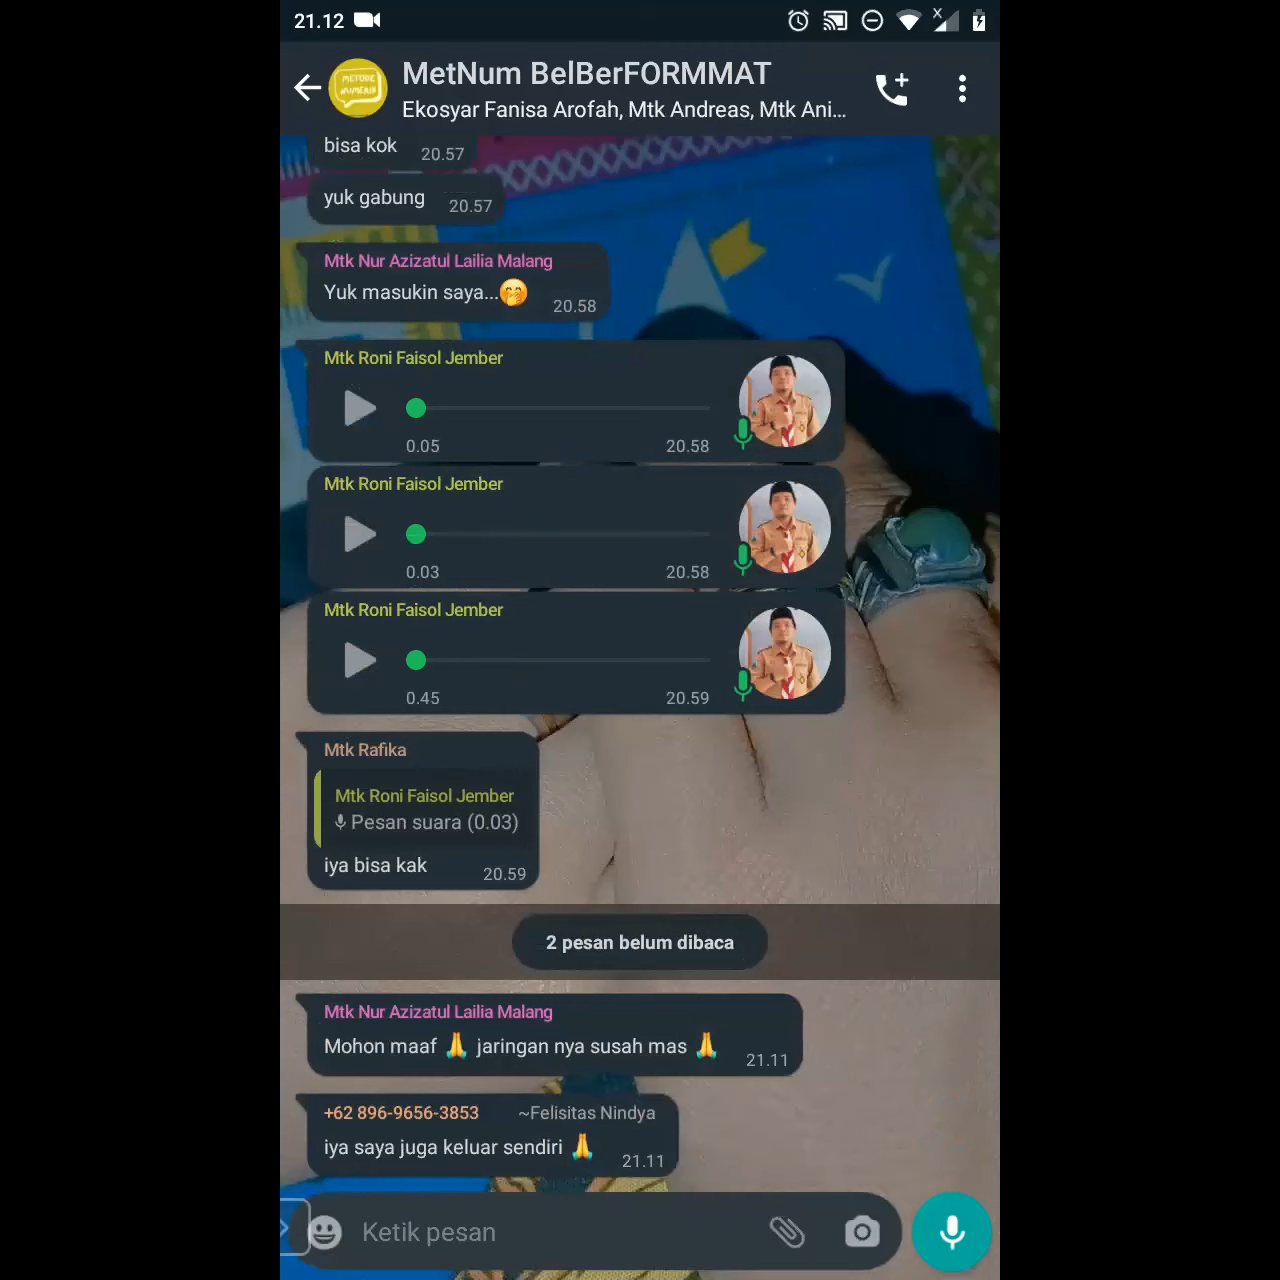 21.12
METODE
NUMERIK
MetNum BelBerFORMMAT
Ekosyar Fanisa Arofah, Mtk Andreas, Mtk Ani...
bisa kok 20.57
yuk gabung 20.57
Mtk Nur Azizatul Lailia Malang
Yuk masukin saya...🤭 20.58
Mtk Roni Faisol Jember
0.05 20.58
Mtk Roni Faisol Jember
0.03 20.58
Mtk Roni Faisol Jember
0.45 20.59
Mtk Rafika
Mtk Roni Faisol Jember
Pesan suara (0.03)
iya bisa kak 20.59
2 pesan belum dibaca
Mtk Nur Azizatul Lailia Malang
Mohon maaf 🙏 jaringan nya susah mas 🙏 21.11
+62 896-9656-3853 ~Felisitas Nindya
iya saya juga keluar sendiri 🙏 21.11
Ketik pesan